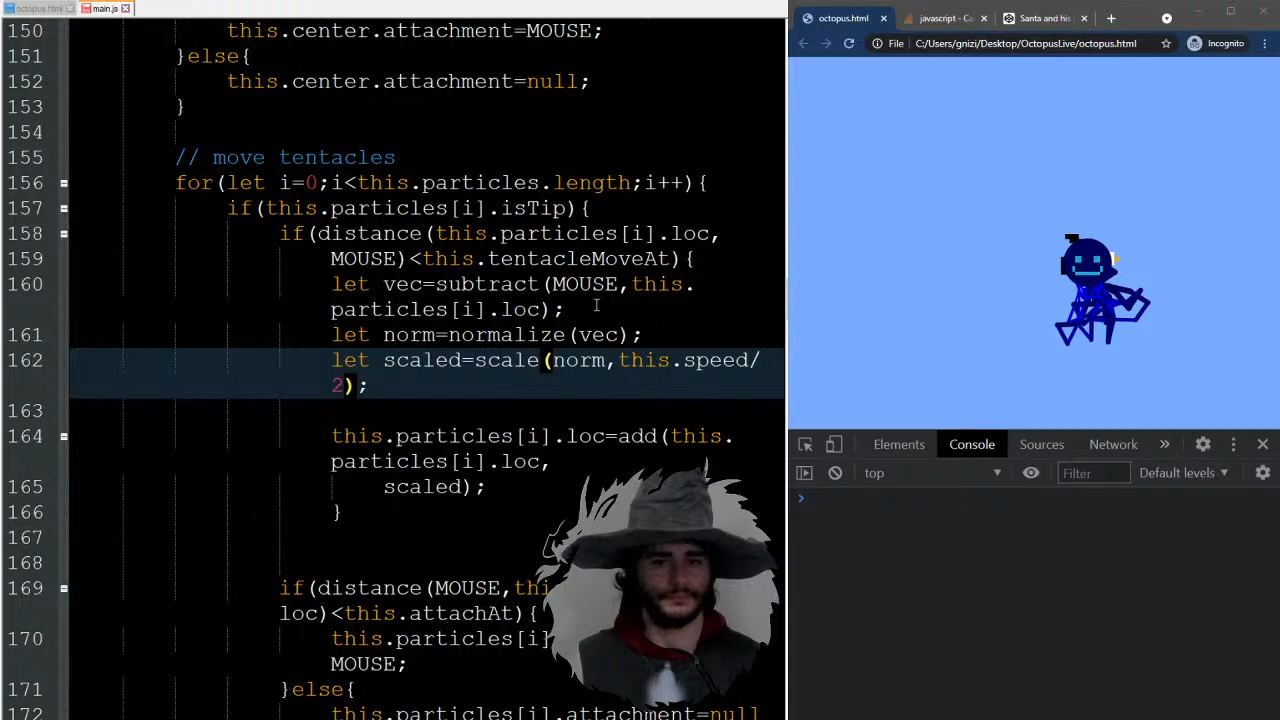 octopus.html
main.js
150 this.center.attachment=MOUSE;
151 }else{
152 this.center.attachment=null;
153 }
154
155 // move tentacles
156 for(let i=0;i<this.particles.length;i++){
157 if(this.particles[i].isTip){
158 if(distance(this.particles[i].loc,
159 MOUSE)<this.tentacleMoveAt){
160 let vec=subtract(MOUSE,this.
particles[i].loc);
161 let norm=normalize(vec);
162 let scaled=scale(norm,this.speed/
2);
163
164 this.particles[i].loc=add(this.
particles[i].loc,
165 scaled);
166 }
167
168
169 if(distance(MOUSE,thi
loc)<this.attachAt){
170 this.particles[i]
MOUSE;
171 }else{
172 this.particles[i].attachment=null
octopus.html
javascript - Ca
Santa and his
File C:/Users/gnizi/Desktop/OctopusLive/octopus.html
Incognito
Elements Console Sources Network
top Filter Default levels